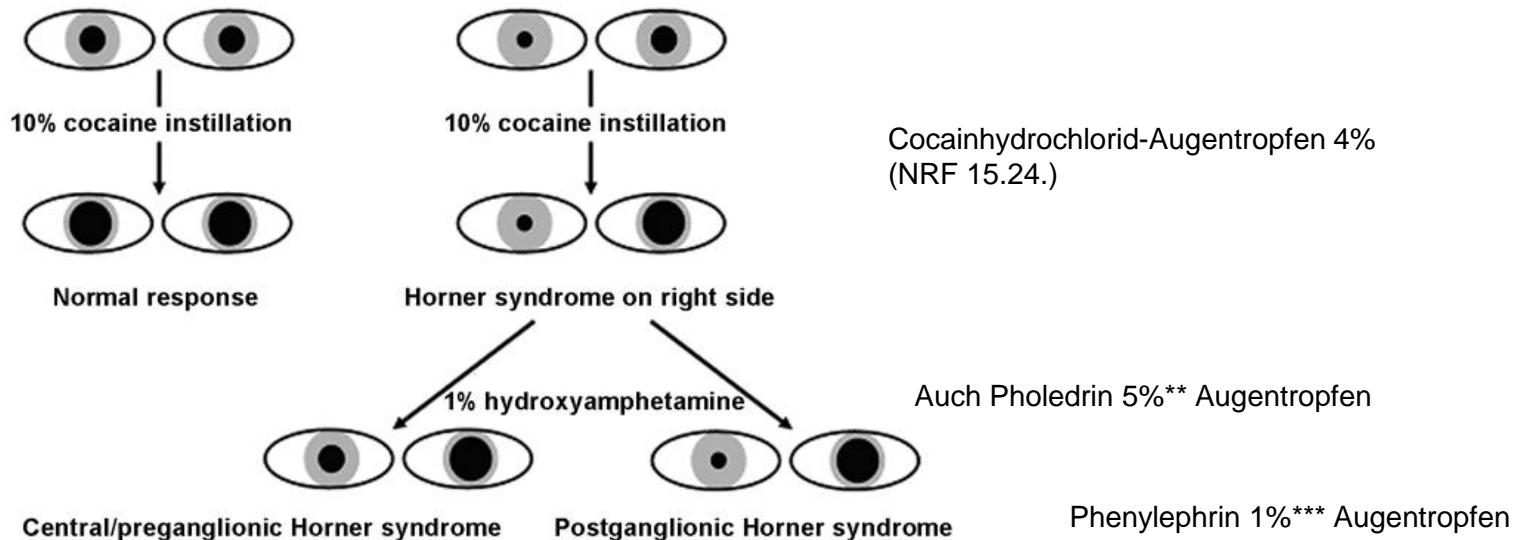 10% cocaine instillation
10% cocaine instillation
Cocainhydrochlorid-Augentropfen 4%
(NRF 15.24.)
Normal response
Horner syndrome on right side
1% hydroxyamphetamine
Auch Pholedrin 5%** Augentropfen
Central/preganglionic Horner syndrome
Postganglionic Horner syndrome
Phenylephrin 1%*** Augentropfen